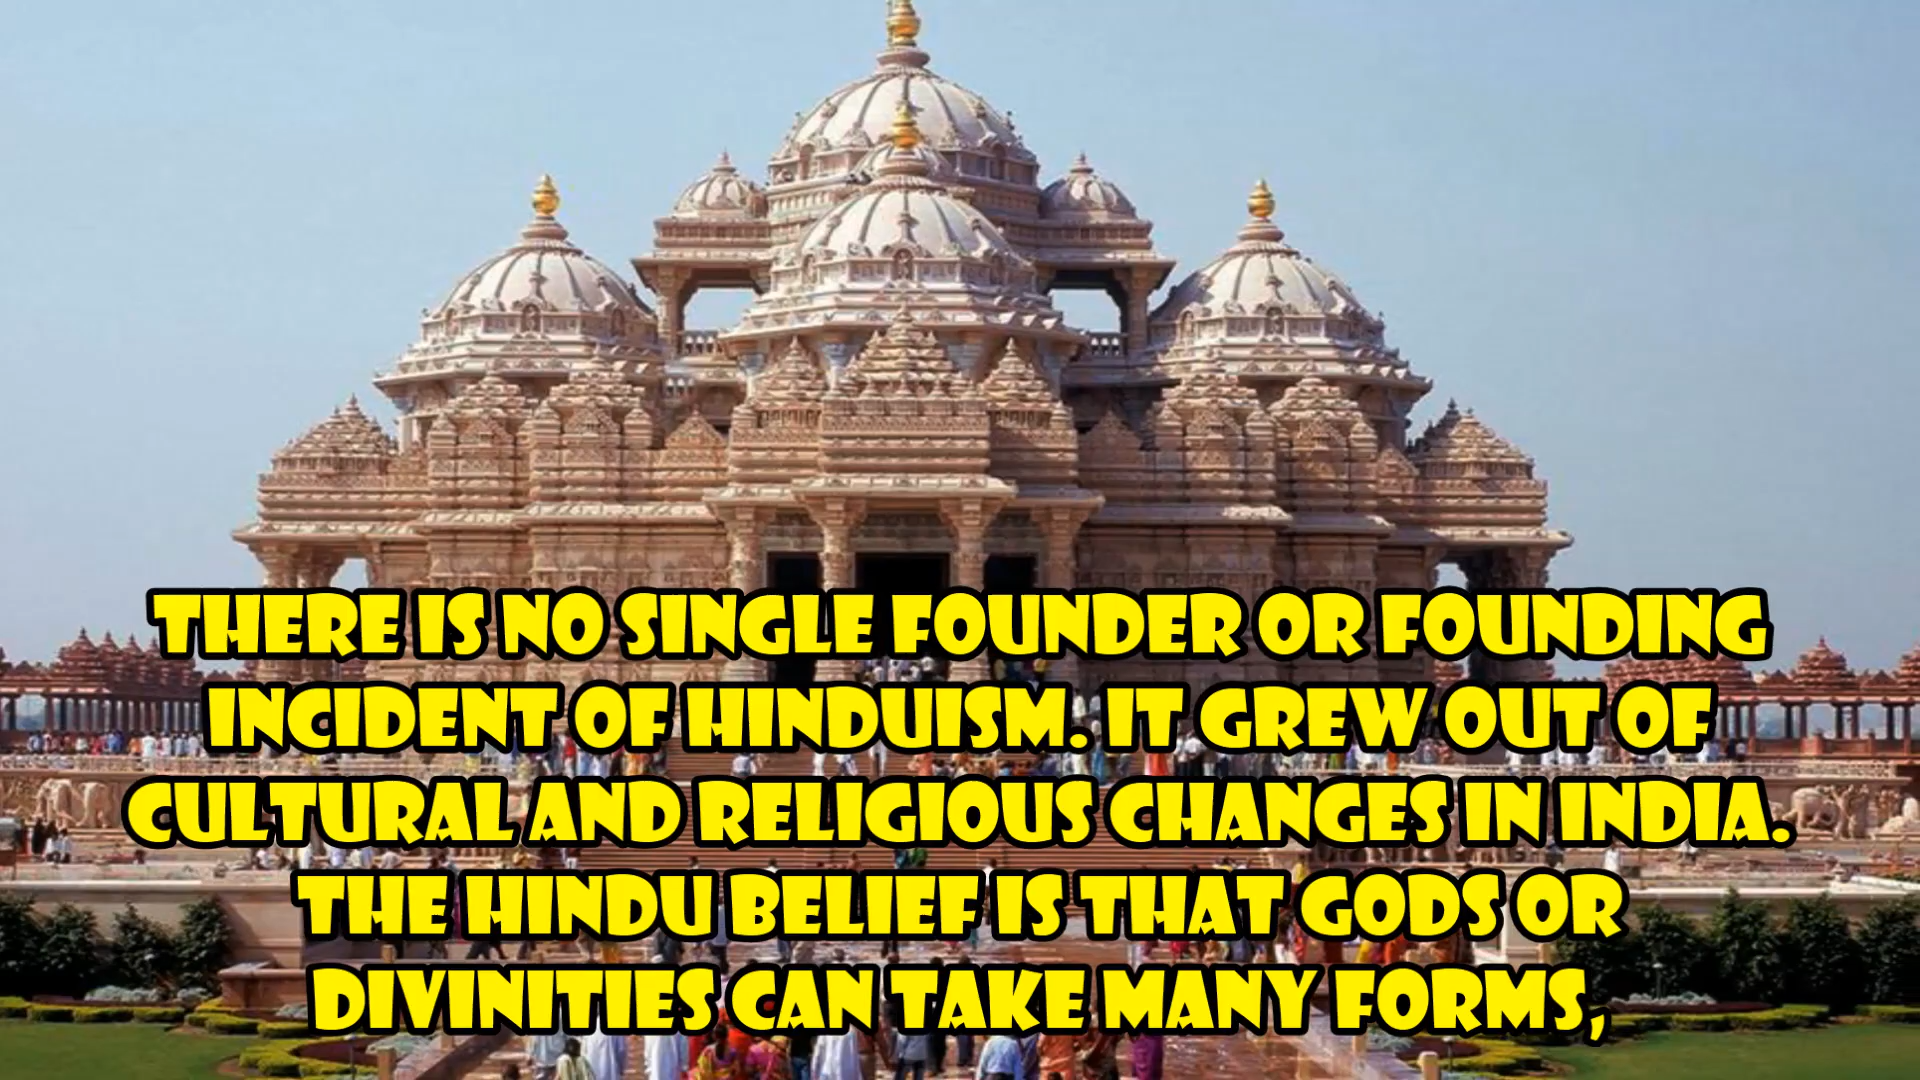 THERE IS NO SINGLE FOUNDER OR FOUNDING
INCIDENT OF HINDUISM. IT GREW OUT OF
CULTURAL AND RELIGIOUS CHANGES IN INDIA.
THE HINDU BELIEF IS THAT GODS OR
DIVINITIES CAN TAKE MANY FORMS,